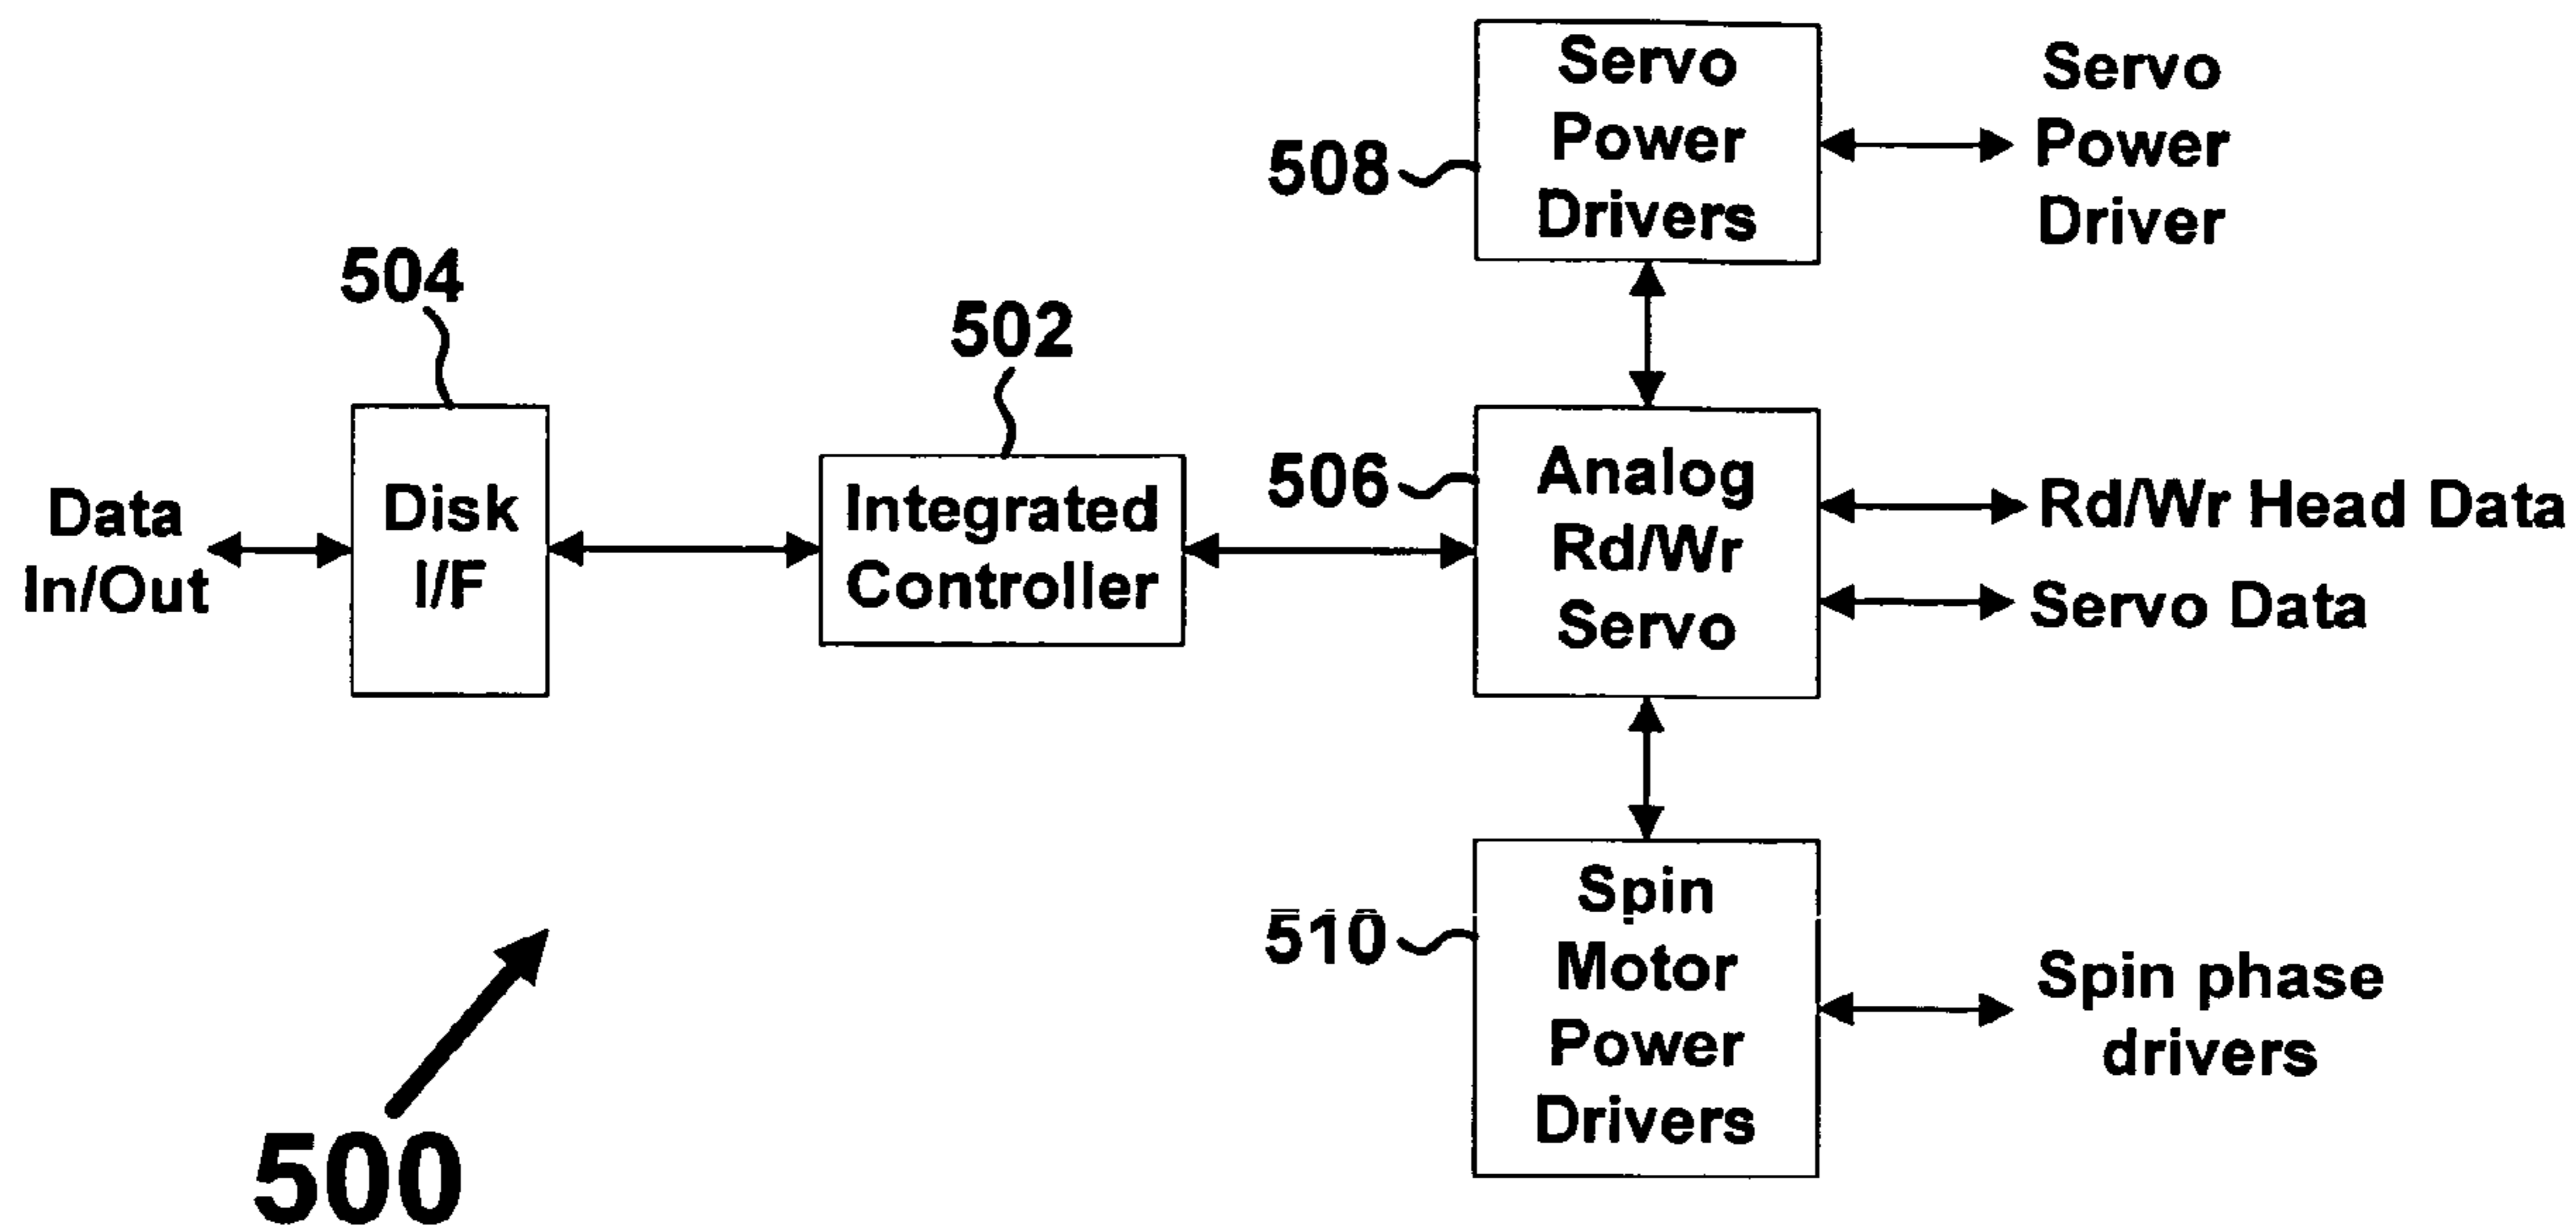 Servo
Power
Drivers
508
Servo
Power
Driver
504
502
Data
In/Out
Disk
I/F
Integrated
Controller
506
Analog
Rd/Wr
Servo
Rd/Wr Head Data
Servo Data
510
Spin
Motor
Power
Drivers
Spin phase
drivers
500